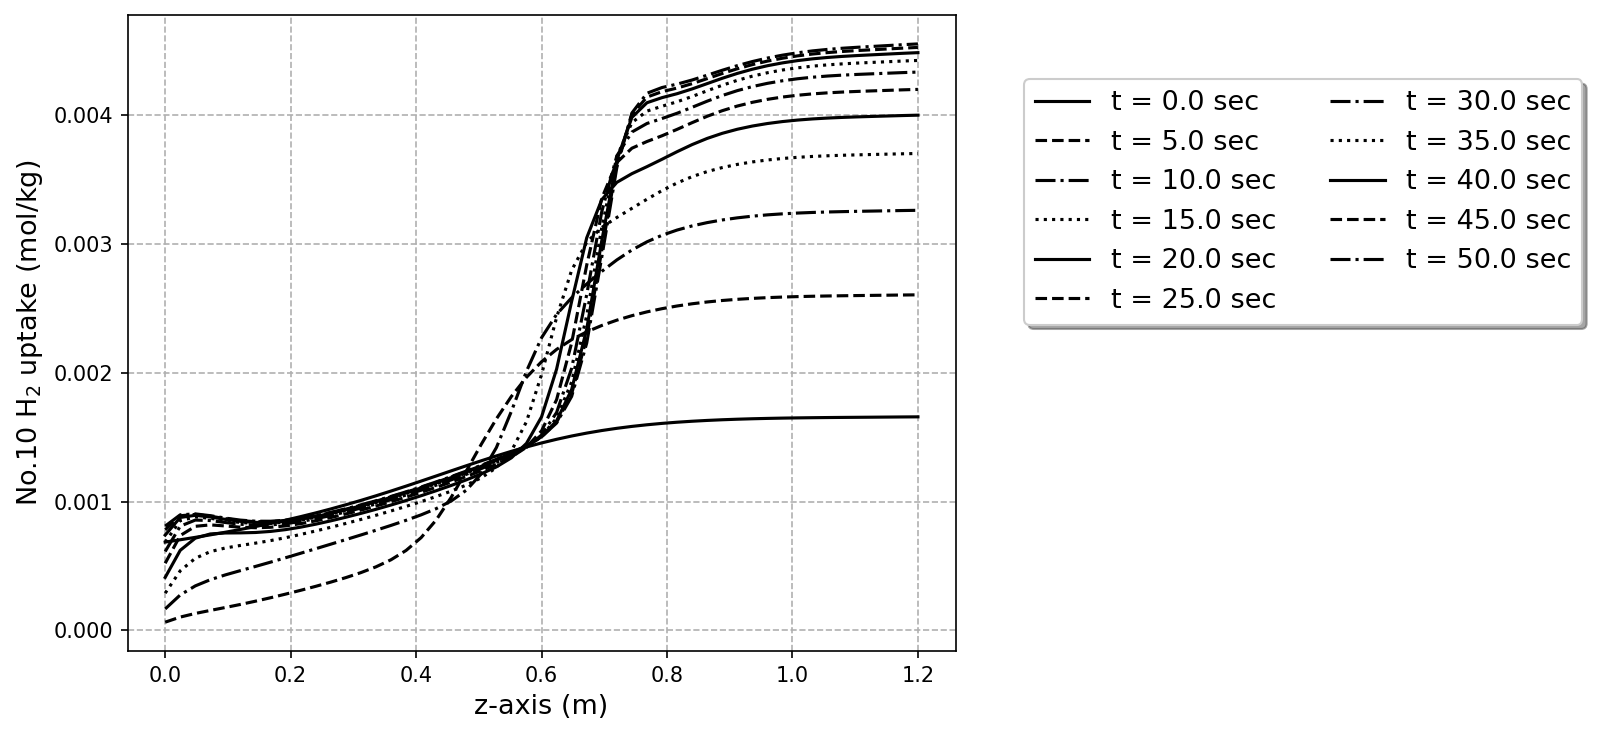 No.10 H₂ uptake (mol/kg)
0.004
0.003
0.002
0.001
0.000
0.0 0.2 0.4 0.6 0.8 1.0 1.2
z-axis (m)
t = 0.0 sec
t = 5.0 sec
t = 10.0 sec
t = 15.0 sec
t = 20.0 sec
t = 25.0 sec
t = 30.0 sec
t = 35.0 sec
t = 40.0 sec
t = 45.0 sec
t = 50.0 sec